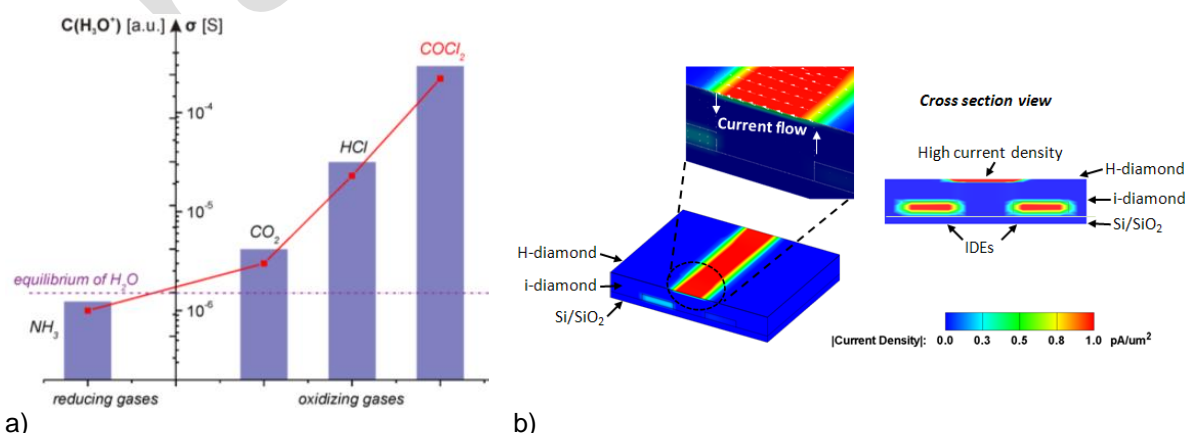 C(H₃O⁺) [a.u.] σ [S]
COCl₂
10⁻⁴
HCl
10⁻⁵
CO₂
equilibrium of H₂O
10⁻⁶
NH₃
reducing gases
oxidizing gases
a)
Current flow
H-diamond
i-diamond
Si/SiO₂
Cross section view
High current density
H-diamond
i-diamond
Si/SiO₂
IDEs
|Current Density|: 0.0 0.3 0.5 0.8 1.0 pA/um²
b)